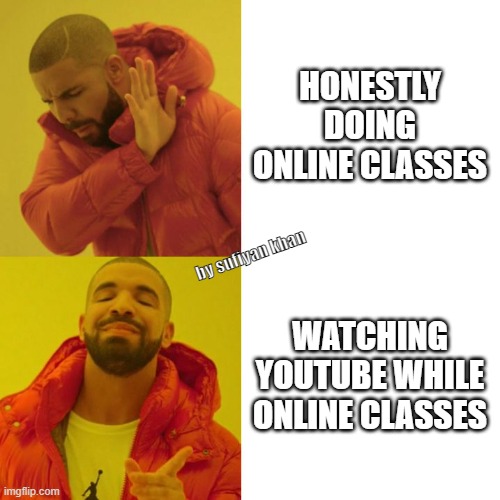 HONESTLY
DOING
ONLINE CLASSES
by sufiyan khan
WATCHING
YOUTUBE WHILE
ONLINE CLASSES
imgflip.com